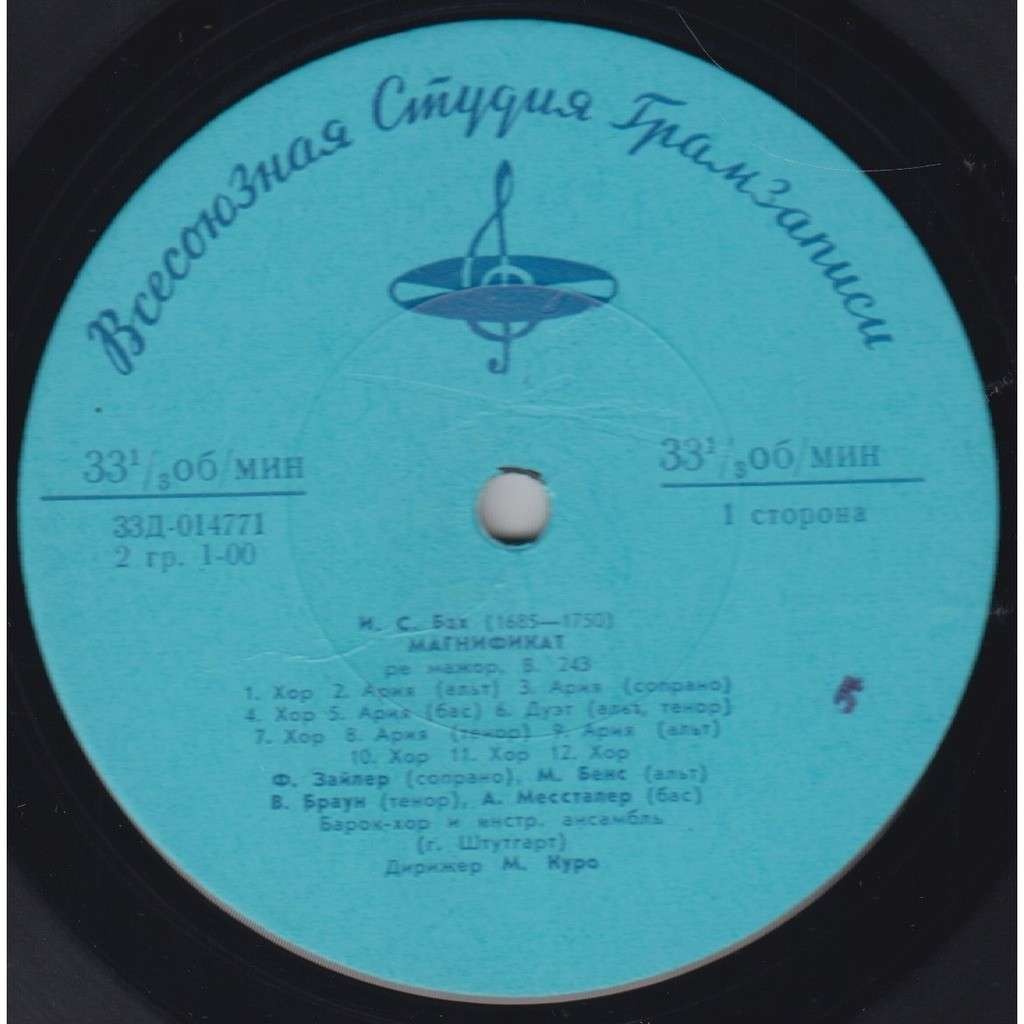 Всесоюзная Студия Грамзаписи
33 1/3 об/мин
33 1/3 об/мин
33Д-014771
1 сторона
2 гр. 1-00
И. С. Бах (1685—1750)
МАГНИФИКАТ
ре мажор, В. 243
1. Хор 2. Ария (альт) 3. Ария (сопрано)
4. Хор 5. Ария (бас) 6. Дуэт (альт, тенор)
7. Хор 8. Ария (тенор) 9. Ария (альт)
10. Хор 11. Хор 12. Хор
Ф. Зайлер (сопрано), М. Бенс (альт)
В. Браун (тенор), А. Мессталер (бас)
Барок-хор и инстр. ансамбль
(г. Штутгарт)
Дирижер М. Куро
5